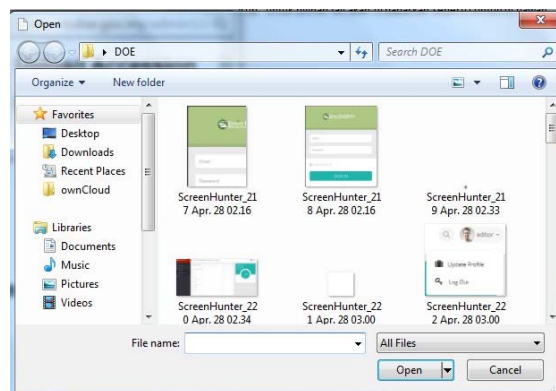 Open
DOE
Search DOE
Organize
New folder
Favorites
Desktop
Downloads
Recent Places
ownCloud
Libraries
Documents
Music
Pictures
Videos
ScreenHunter_21
7 Apr. 28 02.16
ScreenHunter_21
8 Apr. 28 02.16
ScreenHunter_21
9 Apr. 28 02.33
editor
Update Profile
Log Out
ScreenHunter_22
0 Apr. 28 02.34
ScreenHunter_22
1 Apr. 28 03.00
ScreenHunter_22
2 Apr. 28 03.00
File name:
All Files
Open
Cancel